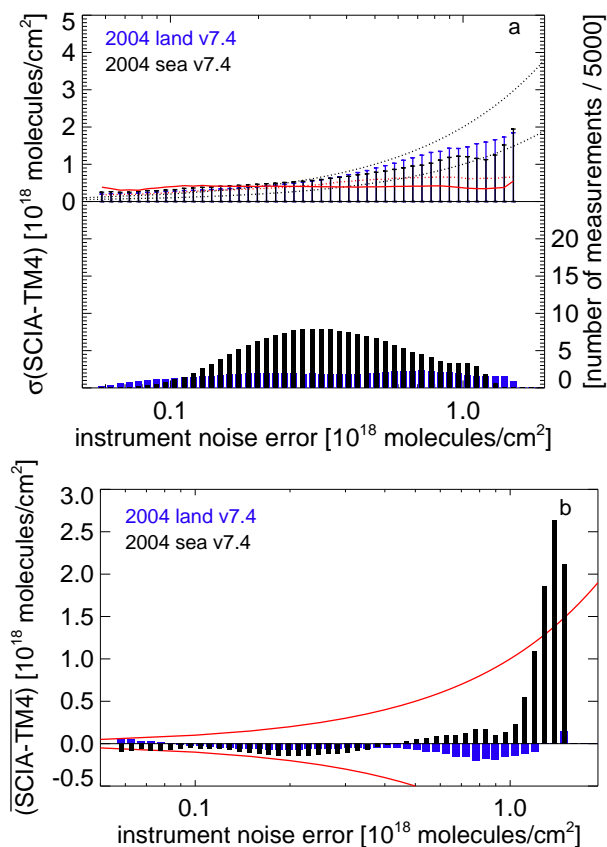 a
2004 land v7.4
2004 sea v7.4
5
4
3
2
1
0
20
15
10
5
0
σ(SCIA-TM4) [10¹⁸ molecules/cm²]
[number of measurements / 5000]
0.1 1.0
instrument noise error [10¹⁸ molecules/cm²]
b
2004 land v7.4
2004 sea v7.4
3.0
2.5
2.0
1.5
1.0
0.5
0.0
-0.5
(SCIA-TM4) [10¹⁸ molecules/cm²]
0.1 1.0
instrument noise error [10¹⁸ molecules/cm²]